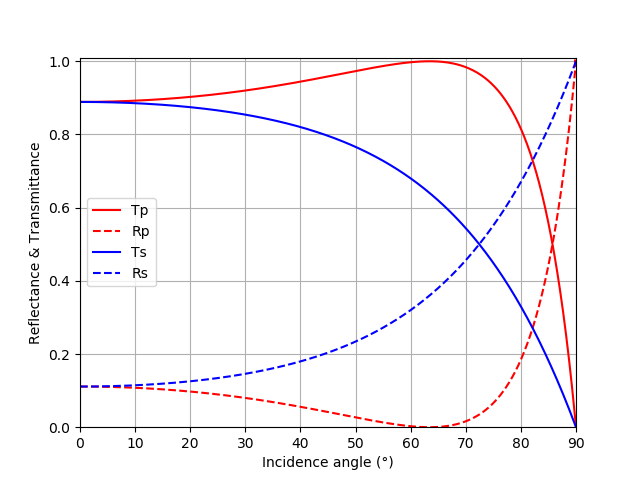 1.0
0.8
0.6
0.4
0.2
0.0
Reflectance & Transmittance
Tp
Rp
Ts
Rs
0 10 20 30 40 50 60 70 80 90
Incidence angle (°)